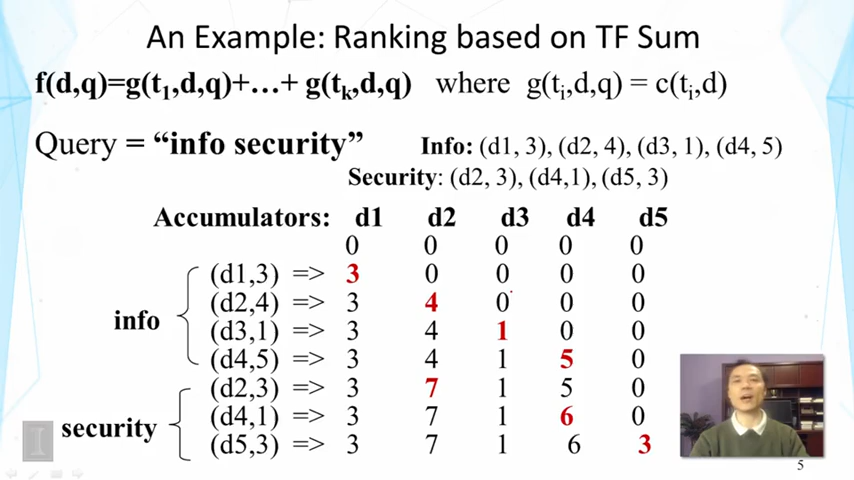 An Example: Ranking based on TF Sum
f(d,q)=g(t1,d,q)+…+ g(tk,d,q) where g(ti,d,q) = c(ti,d)
Query = “info security”
Info: (d1, 3), (d2, 4), (d3, 1), (d4, 5)
Security: (d2, 3), (d4,1), (d5, 3)
Accumulators: d1 d2 d3 d4 d5
0 0 0 0 0
(d1,3) => 3 0 0 0 0
(d2,4) => 3 4 0 0 0
info
(d3,1) => 3 4 1 0 0
(d4,5) => 3 4 1 5 0
(d2,3) => 3 7 1 5 0
security
(d4,1) => 3 7 1 6 0
(d5,3) => 3 7 1 6 3
I
5